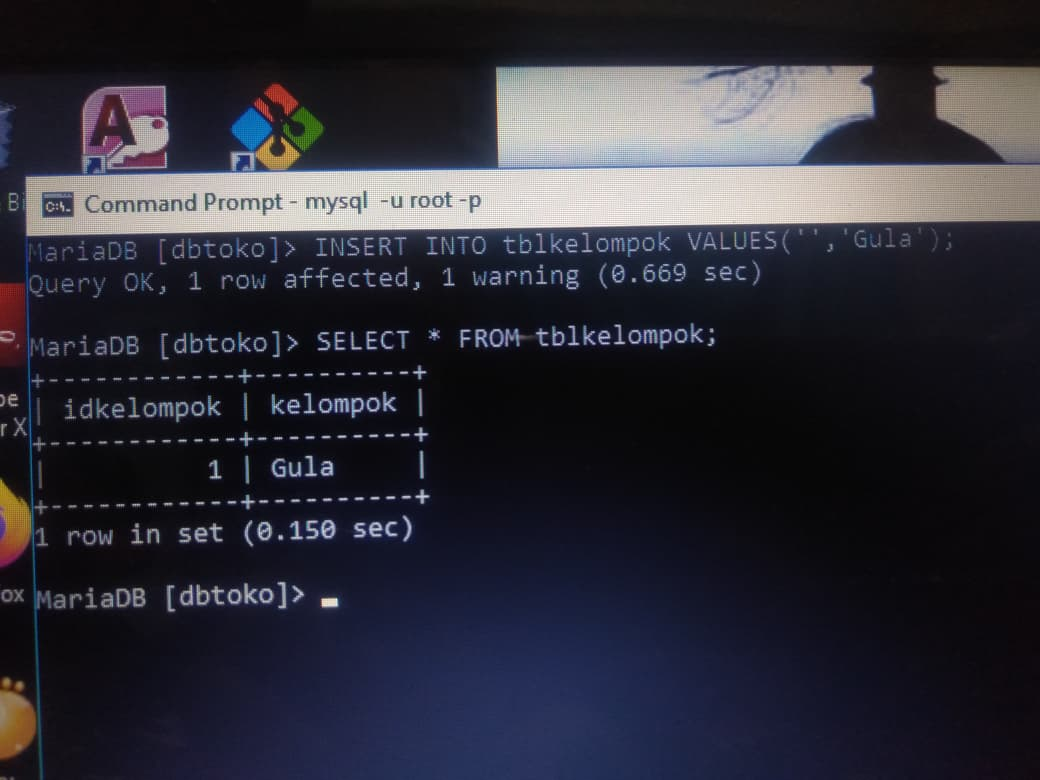 Command Prompt - mysql -u root -p
MariaDB [dbtoko]> INSERT INTO tblkelompok VALUES('','Gula');
Query OK, 1 row affected, 1 warning (0.669 sec)
MariaDB [dbtoko]> SELECT * FROM tblkelompok;
+------------+----------+
| idkelompok | kelompok |
+------------+----------+
| 1 | Gula |
+------------+----------+
1 row in set (0.150 sec)
MariaDB [dbtoko]>